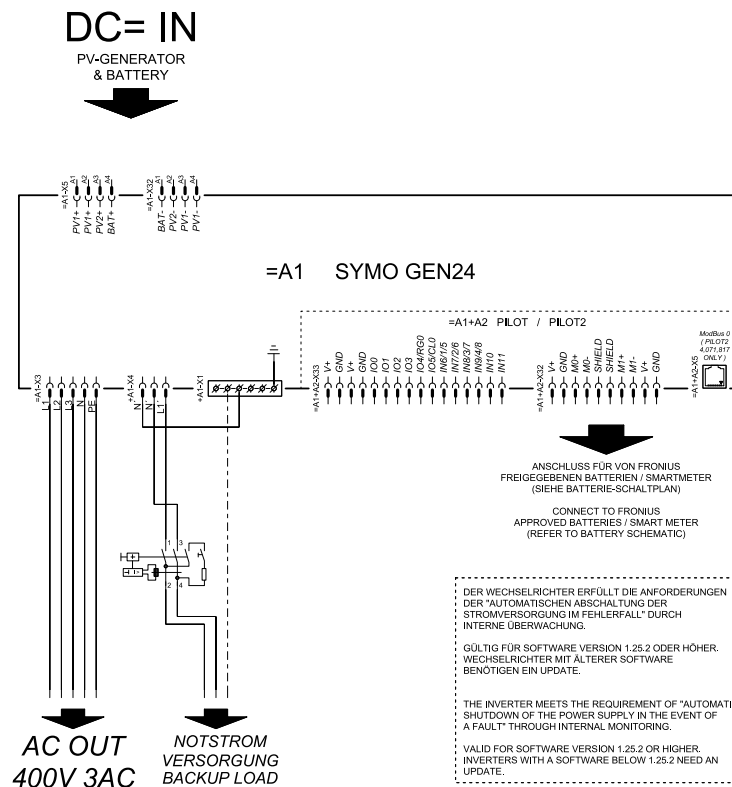 DC= IN
PV-GENERATOR
& BATTERY
=A1-X5
A1
A2
A3
A4
PV1+
PV1+
PV2+
BAT+
=A1-X32
A1
A2
A3
A4
BAT-
PV2-
PV1-
PV1-
=A1 SYMO GEN24
=A1+A2 PILOT / PILOT2
ModBus 0
( PILOT2
4,071,817
ONLY )
=A1-X3
L1
L2
L3
N
PE
+A1-X4
N´
N´
L1´
+A1-X1
=A1+A2-X33
V+
GND
V+
GND
IO0
IO1
IO2
IO3
IO4/RG0
IO5/CL0
IN6/1/5
IN7/2/6
IN8/3/7
IN9/4/8
IN10
IN11
=A1+A2-X32
V+
GND
M0+
M0-
SHIELD
SHIELD
M1+
M1-
V+
GND
=A1+A2-X5
ANSCHLUSS FÜR VON FRONIUS
FREIGEGEBENEN BATTERIEN / SMARTMETER
(SIEHE BATTERIE-SCHALTPLAN)
CONNECT TO FRONIUS
APPROVED BATTERIES / SMART METER
(REFER TO BATTERY SCHEMATIC)
1 3
2 4
DER WECHSELRICHTER ERFÜLLT DIE ANFORDERUNGEN
DER "AUTOMATISCHEN ABSCHALTUNG DER
STROMVERSORGUNG IM FEHLERFALL" DURCH
INTERNE ÜBERWACHUNG.
GÜLTIG FÜR SOFTWARE VERSION 1.25.2 ODER HÖHER.
WECHSELRICHTER MIT ÄLTERER SOFTWARE
BENÖTIGEN EIN UPDATE.
THE INVERTER MEETS THE REQUIREMENT OF "AUTOMATI
SHUTDOWN OF THE POWER SUPPLY IN THE EVENT OF
A FAULT" THROUGH INTERNAL MONITORING.
VALID FOR SOFTWARE VERSION 1.25.2 OR HIGHER.
INVERTERS WITH A SOFTWARE BELOW 1.25.2 NEED AN
UPDATE.
AC OUT
400V 3AC
NOTSTROM
VERSORGUNG
BACKUP LOAD